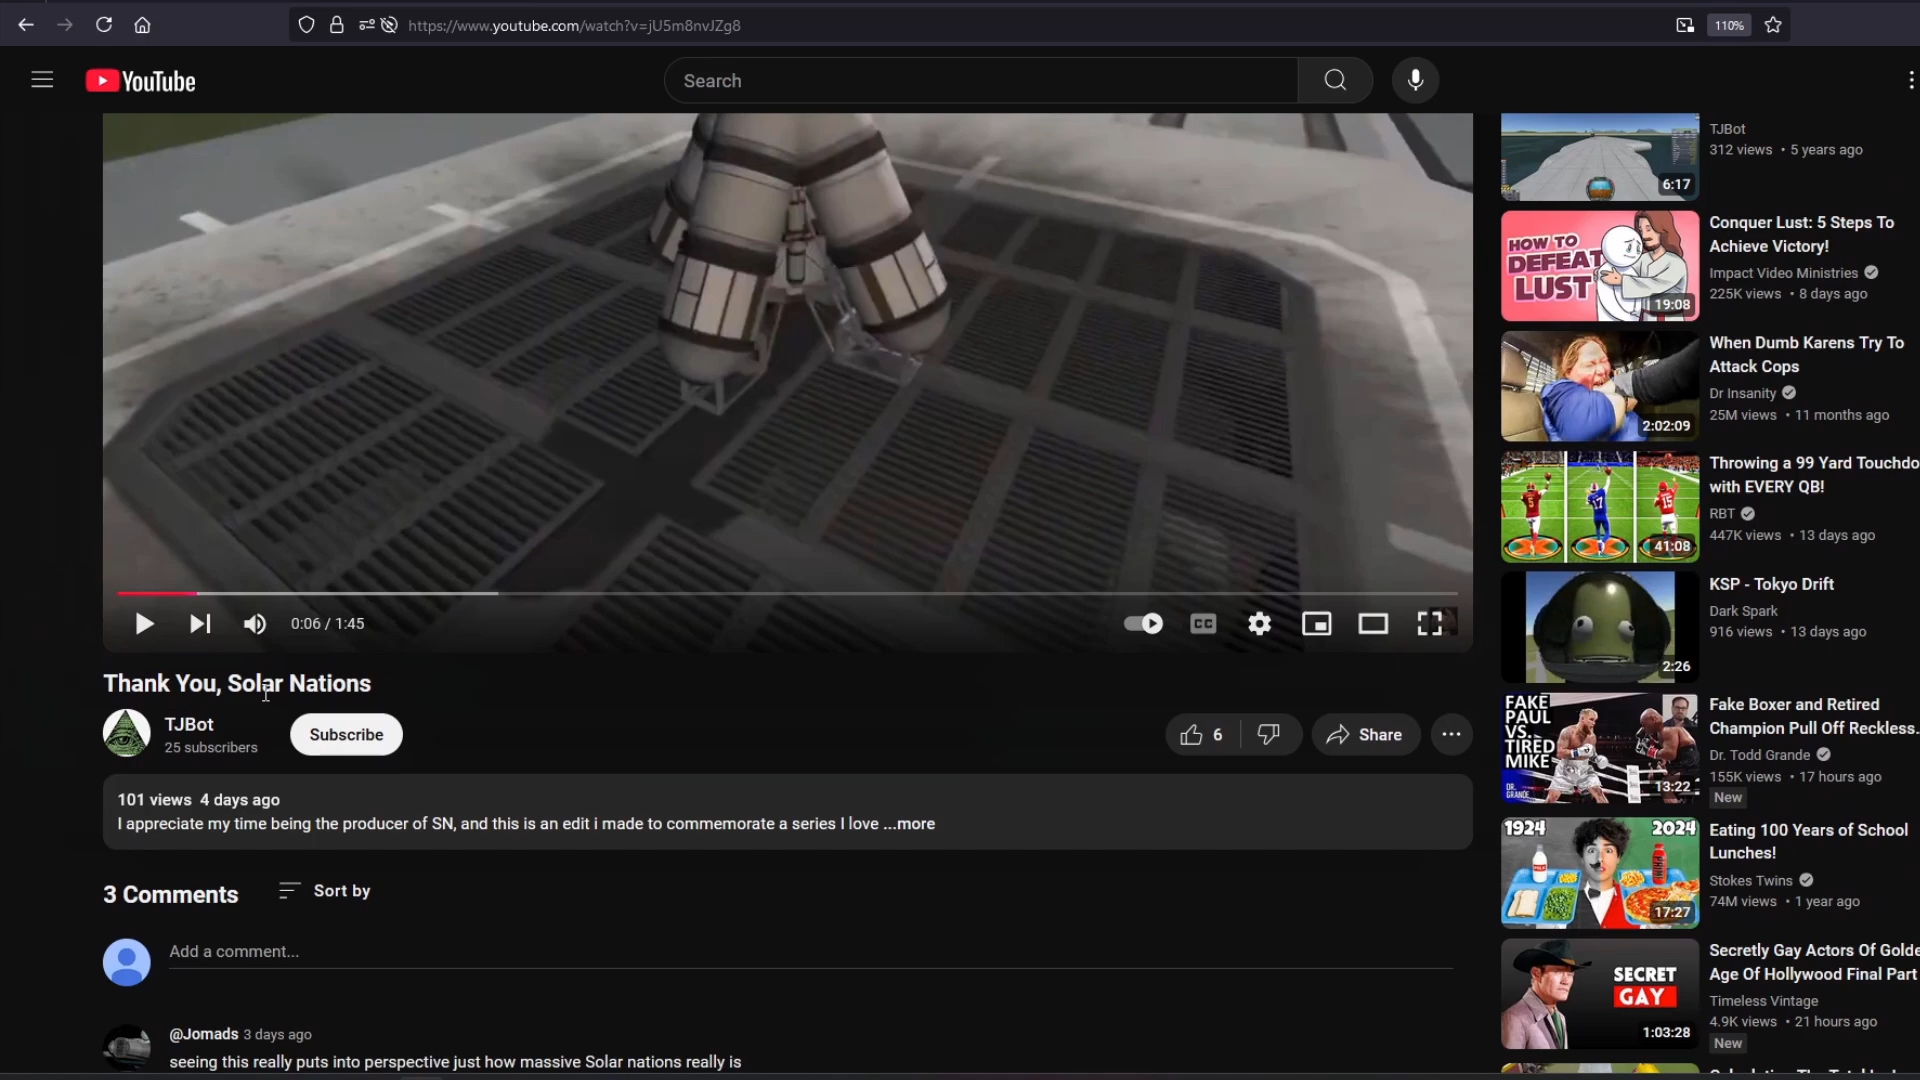 https://www.youtube.com/watch?v=jU5m8nvJZg8
110%
YouTube
Search
0:06 / 1:45
CC
Thank You, Solar Nations
TJBot
25 subscribers
Subscribe
6
Share
101 views 4 days ago
I appreciate my time being the producer of SN, and this is an edit i made to commemorate a series I love ...more
3 Comments
Sort by
Add a comment...
@Jomads 3 days ago
seeing this really puts into perspective just how massive Solar nations really is
TJBot
312 views • 5 years ago
6:17
HOW TO
DEFEAT
LUST
19:08
Conquer Lust: 5 Steps To
Achieve Victory!
Impact Video Ministries
225K views • 8 days ago
2:02:09
When Dumb Karens Try To
Attack Cops
Dr Insanity
25M views • 11 months ago
5
17
15
41:08
Throwing a 99 Yard Touchdo
with EVERY QB!
RBT
447K views • 13 days ago
2:26
KSP - Tokyo Drift
Dark Spark
916 views • 13 days ago
FAKE
PAUL
VS.
TIRED
MIKE
DR.
GRANDE
13:22
Fake Boxer and Retired
Champion Pull Off Reckless...
Dr. Todd Grande
155K views • 17 hours ago
New
1924
2024
17:27
Eating 100 Years of School
Lunches!
Stokes Twins
74M views • 1 year ago
SECRET
GAY
1:03:28
Secretly Gay Actors Of Golde
Age Of Hollywood Final Part
Timeless Vintage
4.9K views • 21 hours ago
New